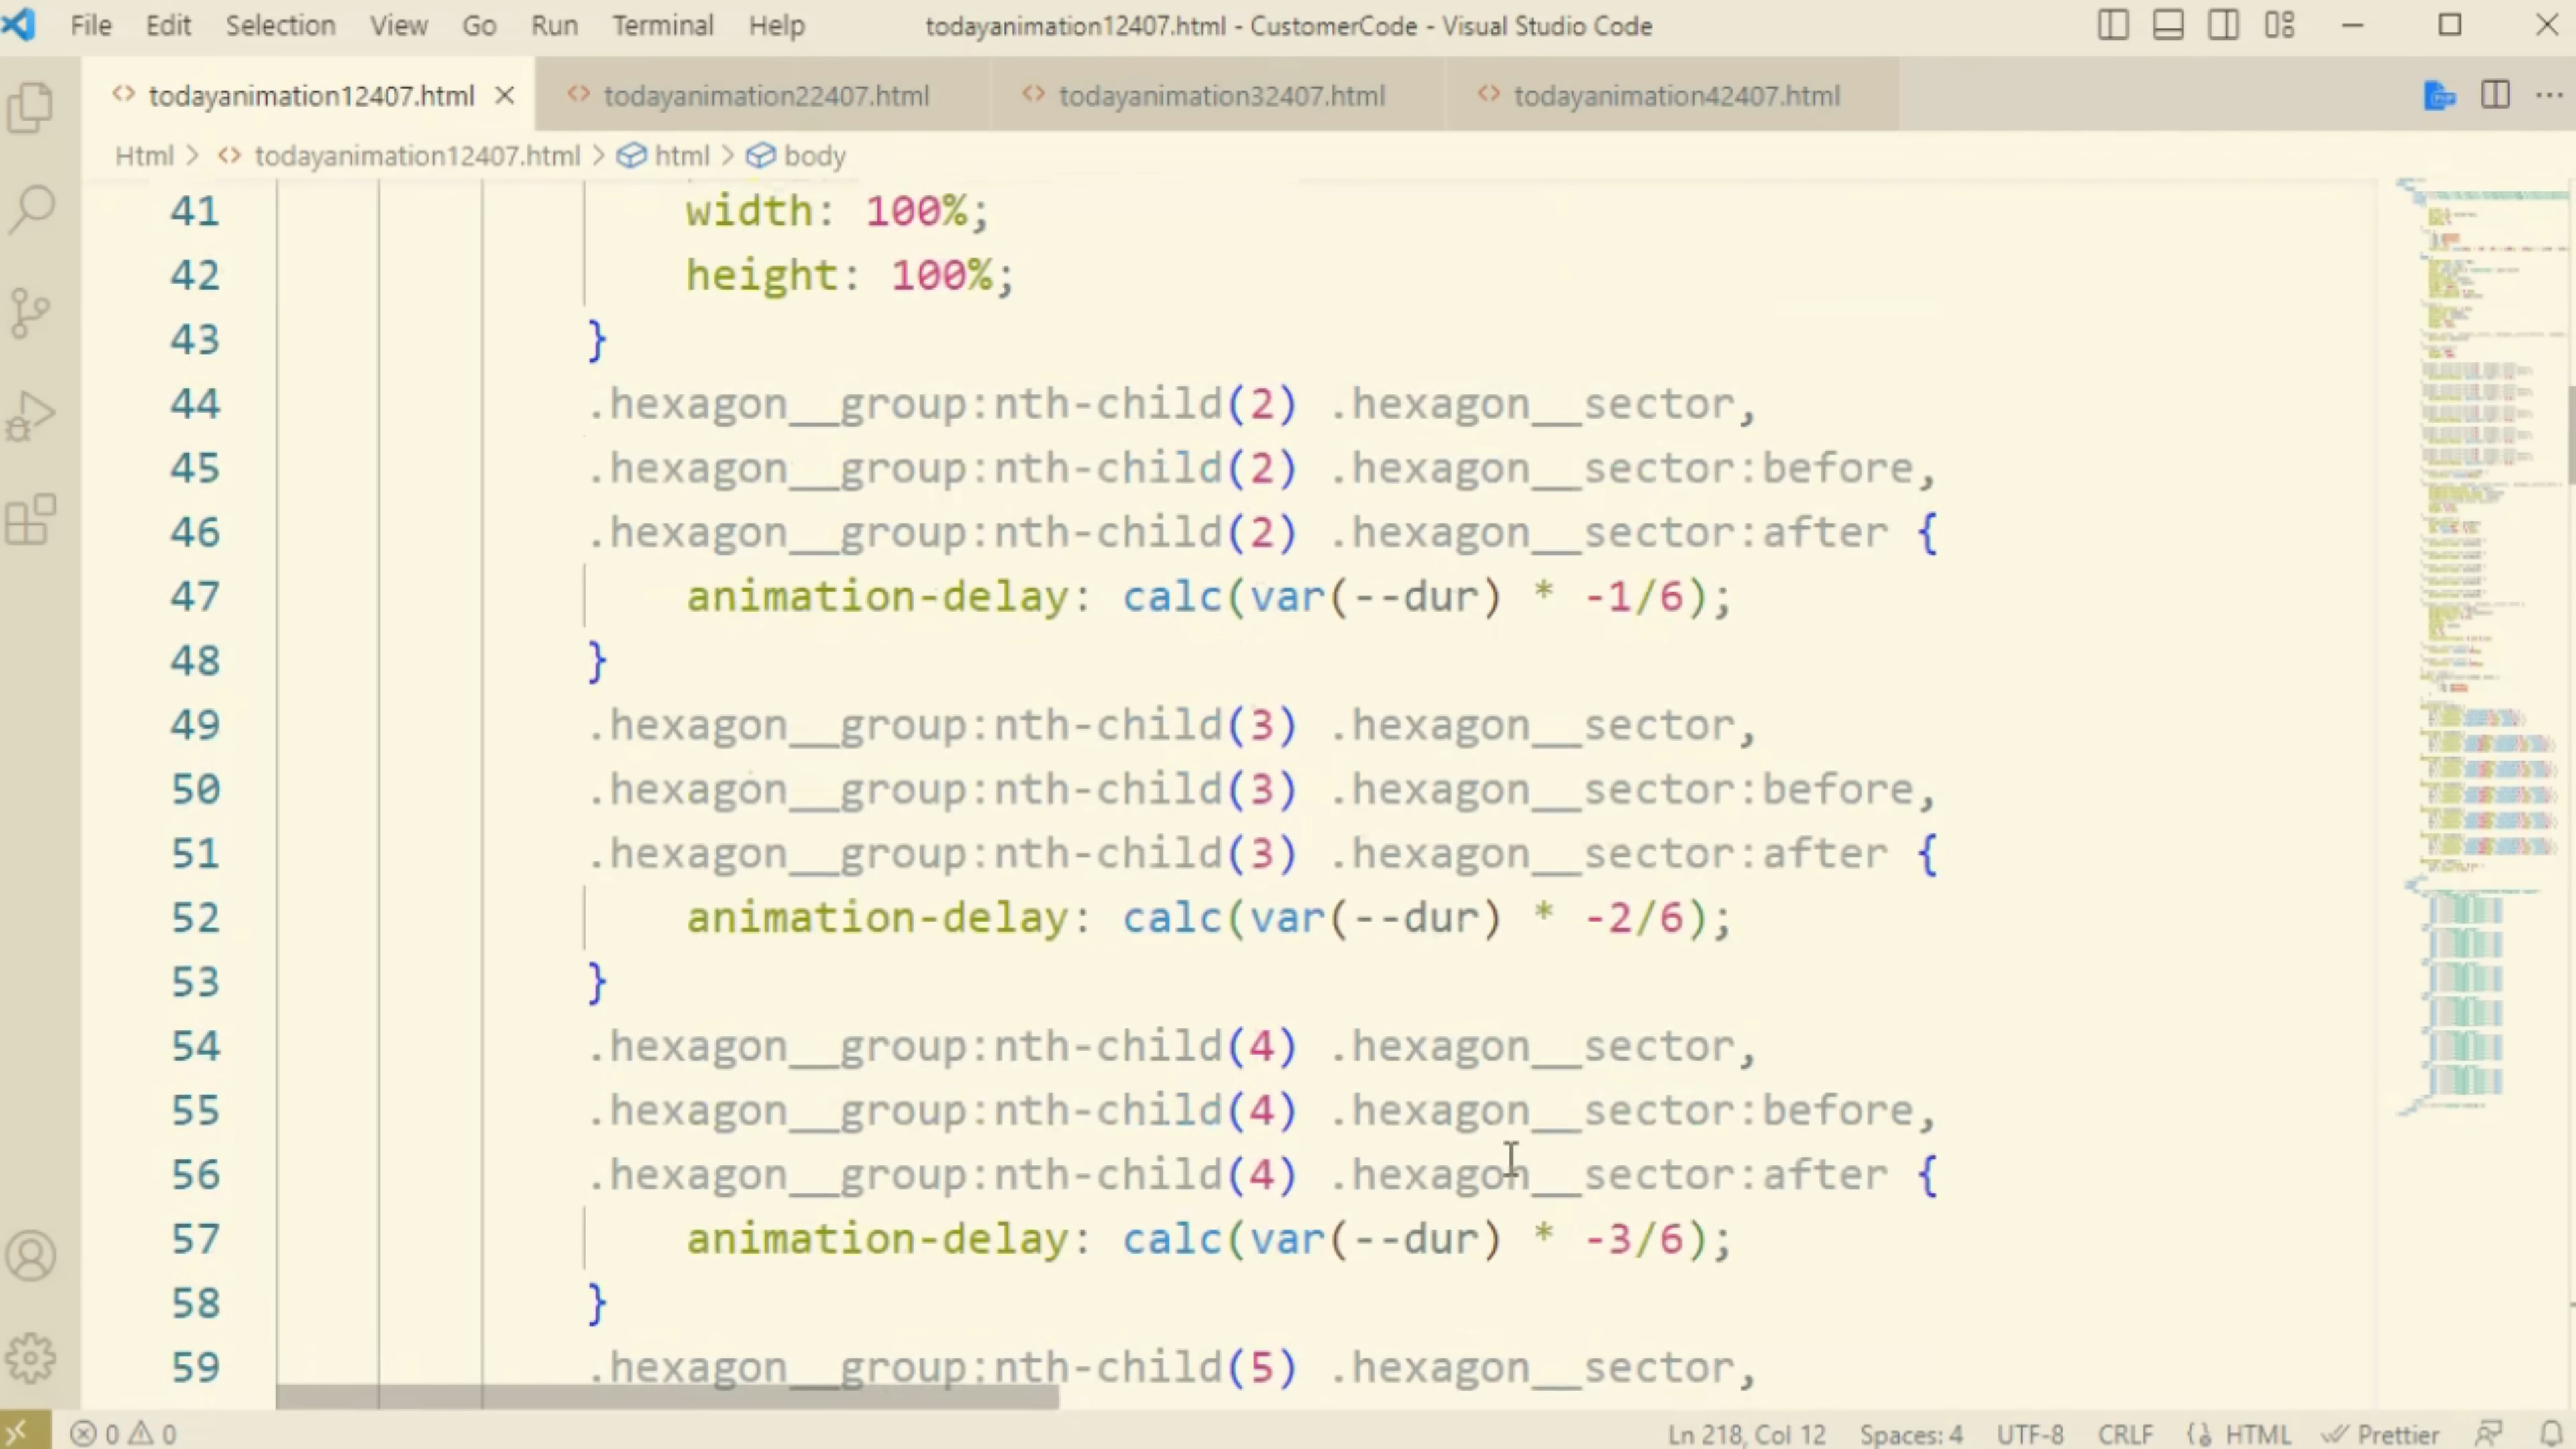 File Edit Selection View Go Run Terminal Help todayanimation12407.html - CustomerCode - Visual Studio Code
todayanimation12407.html todayanimation22407.html todayanimation32407.html todayanimation42407.html
Html > todayanimation12407.html > html > body
41 width: 100%;
42 height: 100%;
43 }
44 .hexagon__group:nth-child(2) .hexagon__sector,
45 .hexagon__group:nth-child(2) .hexagon__sector:before,
46 .hexagon__group:nth-child(2) .hexagon__sector:after {
47 animation-delay: calc(var(--dur) * -1/6);
48 }
49 .hexagon__group:nth-child(3) .hexagon__sector,
50 .hexagon__group:nth-child(3) .hexagon__sector:before,
51 .hexagon__group:nth-child(3) .hexagon__sector:after {
52 animation-delay: calc(var(--dur) * -2/6);
53 }
54 .hexagon__group:nth-child(4) .hexagon__sector,
55 .hexagon__group:nth-child(4) .hexagon__sector:before,
56 .hexagon__group:nth-child(4) .hexagon__sector:after {
57 animation-delay: calc(var(--dur) * -3/6);
58 }
59 .hexagon__group:nth-child(5) .hexagon__sector,
0 0 Ln 218, Col 12 Spaces: 4 UTF-8 CRLF HTML Prettier